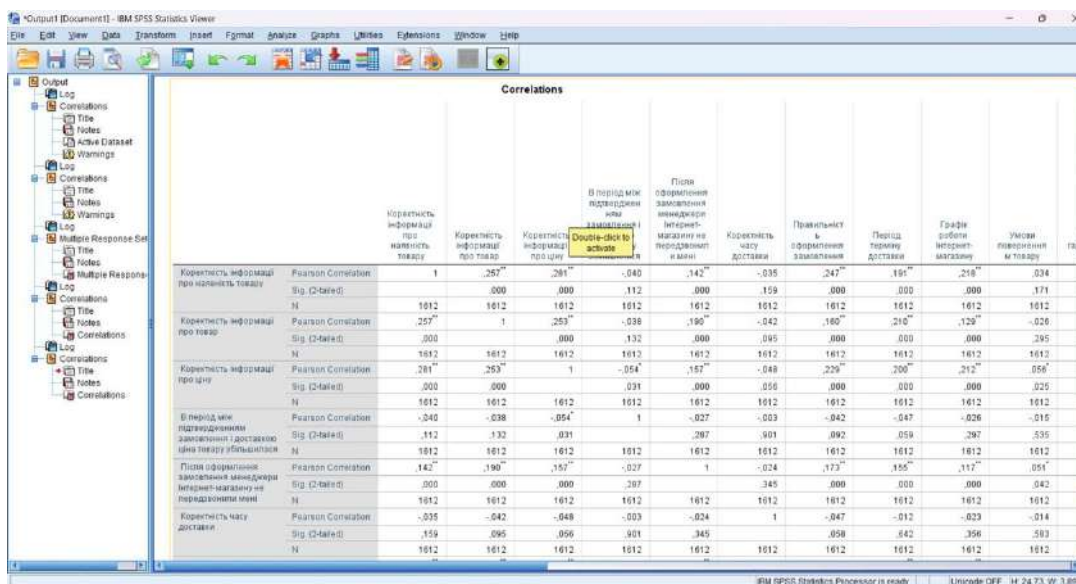 *Output1 [Document1] - IBM SPSS Statistics Viewer
File Edit View Data Transform Insert Format Analyze Graphs Utilities Extensions Window Help
Output
Log
Correlations
Title
Notes
Active Dataset
Warnings
Log
Correlations
Title
Notes
Warnings
Log
Multiple Response Set
Title
Notes
Multiple Respons
Log
Correlations
Title
Notes
Correlations
Log
Correlations
Title
Notes
Correlations
Correlations
Коректність
інформації
про
наявність
товару
Коректність
інформації
про товар
Коректність
інформації
про ціну
В період між
підтверджен
ням
замовлення і
Double-click to
activate
Після
оформлення
замовлення
менеджери
Інтернет-
магазину не
передзвонил
и мені
Коректність
часу
доставки
Правильніст
ь
оформлення
замовлення
Період
терміну
доставки
Графік
роботи
Інтернет-
магазину
Умови
повернення
м товару
Коректність інформації Pearson Correlation 1 ,257** ,281** -,040 ,142** -,035 ,247** ,191** ,218** ,034
про наявність товару Sig. (2-tailed) ,000 ,000 ,112 ,000 ,159 ,000 ,000 ,000 ,171
N 1612 1612 1612 1612 1612 1612 1612 1612 1612 1612
Коректність інформації Pearson Correlation ,257** 1 ,253** -,038 ,190** -,042 ,160** ,210** ,129** -,026
про товар Sig. (2-tailed) ,000 ,000 ,132 ,000 ,095 ,000 ,000 ,000 ,295
N 1612 1612 1612 1612 1612 1612 1612 1612 1612 1612
Коректність інформації Pearson Correlation ,281** ,253** 1 -,054* ,157** -,048 ,229** ,200** ,212** ,056*
про ціну Sig. (2-tailed) ,000 ,000 ,031 ,000 ,056 ,000 ,000 ,000 ,025
N 1612 1612 1612 1612 1612 1612 1612 1612 1612 1612
В період між Pearson Correlation -,040 -,038 -,054* 1 -,027 -,003 -,042 -,047 -,026 -,015
підтвердженням
замовлення і доставкою Sig. (2-tailed) ,112 ,132 ,031 ,287 ,901 ,092 ,059 ,297 ,535
ціна товару збільшилася N 1612 1612 1612 1612 1612 1612 1612 1612 1612 1612
Після оформлення Pearson Correlation ,142** ,190** ,157** -,027 1 -,024 ,173** ,155** ,117** ,051*
замовлення менеджери
Інтернет-магазину не Sig. (2-tailed) ,000 ,000 ,000 ,287 ,345 ,000 ,000 ,000 ,042
передзвонили мені N 1612 1612 1612 1612 1612 1612 1612 1612 1612 1612
Коректність часу Pearson Correlation -,035 -,042 -,048 -,003 -,024 1 -,047 -,012 -,023 -,014
доставки Sig. (2-tailed) ,159 ,095 ,056 ,901 ,345 ,058 ,642 ,356 ,583
N 1612 1612 1612 1612 1612 1612 1612 1612 1612 1612
IBM SPSS Statistics Processor is ready Unicode:OFF